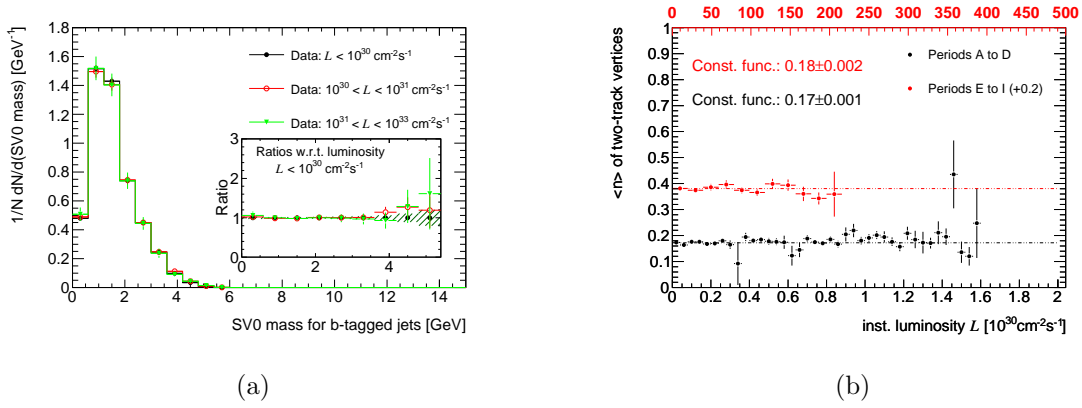 1/N dN/d(SV0 mass) [GeV⁻¹]
1.8
1.6
1.4
1.2
1
0.8
0.6
0.4
0.2
0
0 2 4 6 8 10 12 14
SV0 mass for b-tagged jets [GeV]
Data: L < 10³⁰ cm⁻²s⁻¹
Data: 10³⁰ < L < 10³¹ cm⁻²s⁻¹
Data: 10³¹ < L < 10³³ cm⁻²s⁻¹
Ratio
3
2
1
0
Ratios w.r.t. luminosity
L < 10³⁰ cm⁻²s⁻¹
0 2 4
(a)
0 50 100 150 200 250 300 350 400 450 500
<n> of two-track vertices
1
0.9
0.8
0.7
0.6
0.5
0.4
0.3
0.2
0.1
0
Const. func.: 0.18±0.002
Const. func.: 0.17±0.001
Periods A to D
Periods E to I (+0.2)
0 0.2 0.4 0.6 0.8 1 1.2 1.4 1.6 1.8 2
inst. luminosity L [10³⁰cm⁻²s⁻¹]
(b)